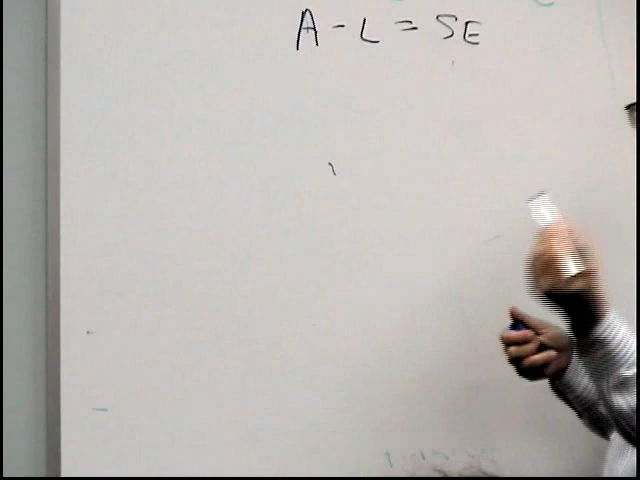 A - L = SE